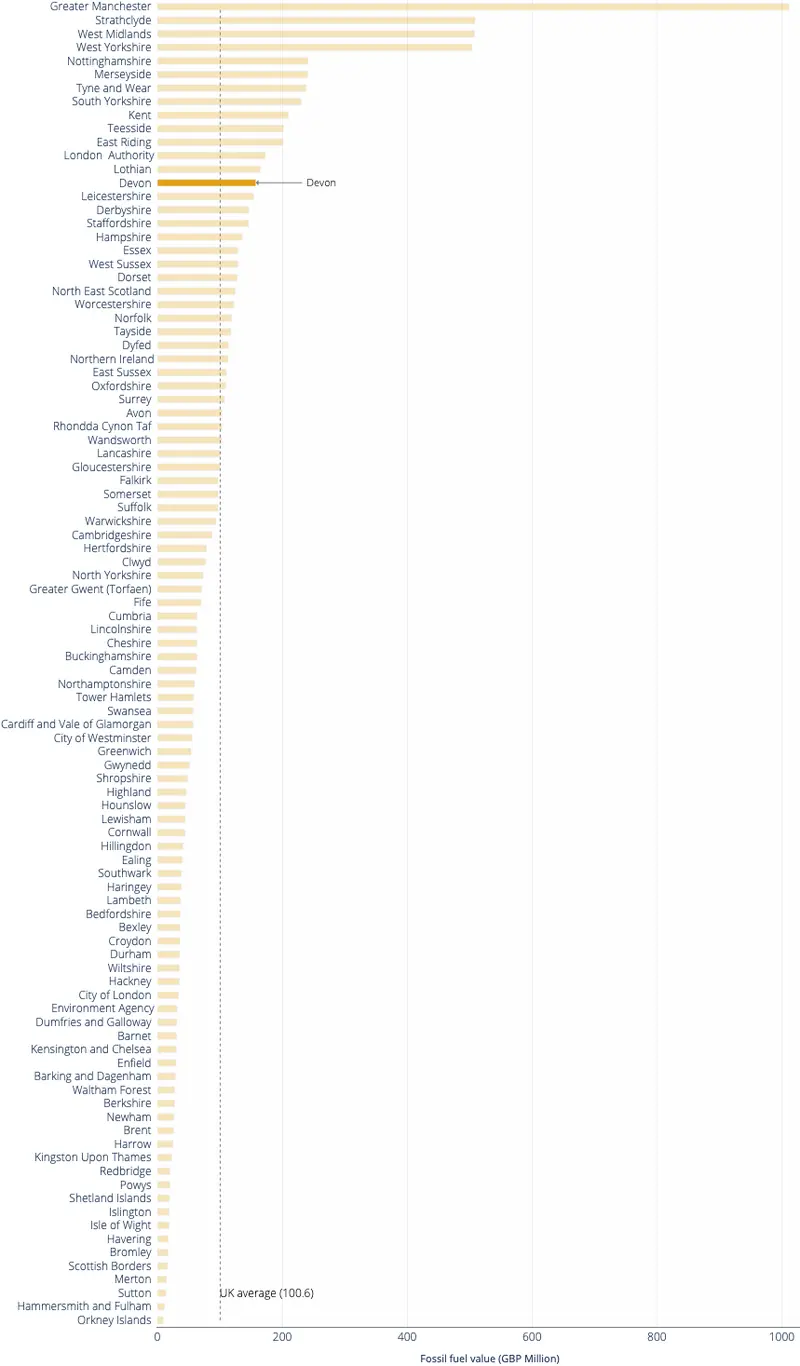 Greater Manchester
Strathclyde
West Midlands
West Yorkshire
Nottinghamshire
Merseyside
Tyne and Wear
South Yorkshire
Kent
Teesside
East Riding
London Authority
Lothian
Devon Devon
Leicestershire
Derbyshire
Staffordshire
Hampshire
Essex
West Sussex
Dorset
North East Scotland
Worcestershire
Norfolk
Tayside
Dyfed
Northern Ireland
East Sussex
Oxfordshire
Surrey
Avon
Rhondda Cynon Taf
Wandsworth
Lancashire
Gloucestershire
Falkirk
Somerset
Suffolk
Warwickshire
Cambridgeshire
Hertfordshire
Clwyd
North Yorkshire
Greater Gwent (Torfaen)
Fife
Cumbria
Lincolnshire
Cheshire
Buckinghamshire
Camden
Northamptonshire
Tower Hamlets
Swansea
Cardiff and Vale of Glamorgan
City of Westminster
Greenwich
Gwynedd
Shropshire
Highland
Hounslow
Lewisham
Cornwall
Hillingdon
Ealing
Southwark
Haringey
Lambeth
Bedfordshire
Bexley
Croydon
Durham
Wiltshire
Hackney
City of London
Environment Agency
Dumfries and Galloway
Barnet
Kensington and Chelsea
Enfield
Barking and Dagenham
Waltham Forest
Berkshire
Newham
Brent
Harrow
Kingston Upon Thames
Redbridge
Powys
Shetland Islands
Islington
Isle of Wight
Havering
Bromley
Scottish Borders
Merton
Sutton UK average (100.6)
Hammersmith and Fulham
Orkney Islands
0 200 400 600 800 1000
Fossil fuel value (GBP Million)